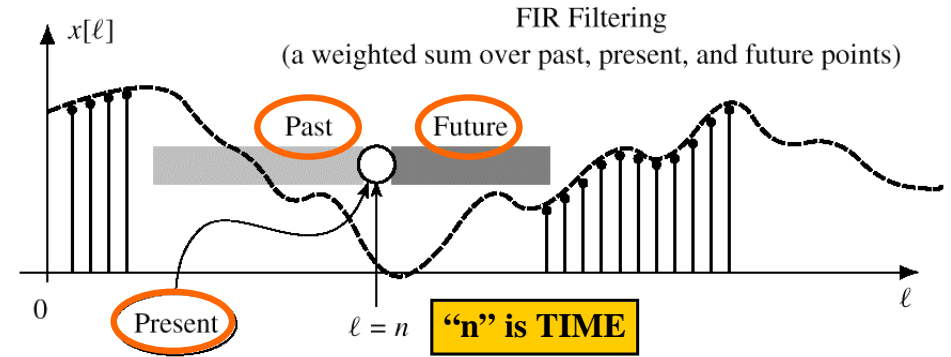 FIR Filtering
x[ℓ]
(a weighted sum over past, present, and future points)
Past
Future
0
Present
ℓ = n
“n” is TIME
ℓ